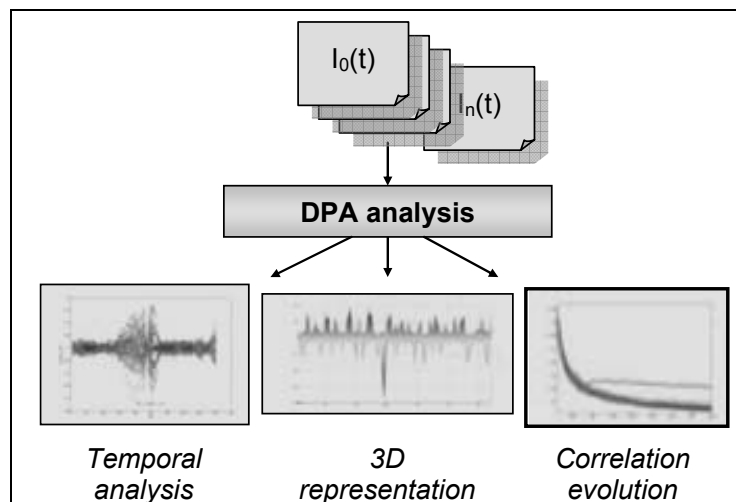 I₀(t)
Iₙ(t)
DPA analysis
Temporal
analysis
3D
representation
Correlation
evolution